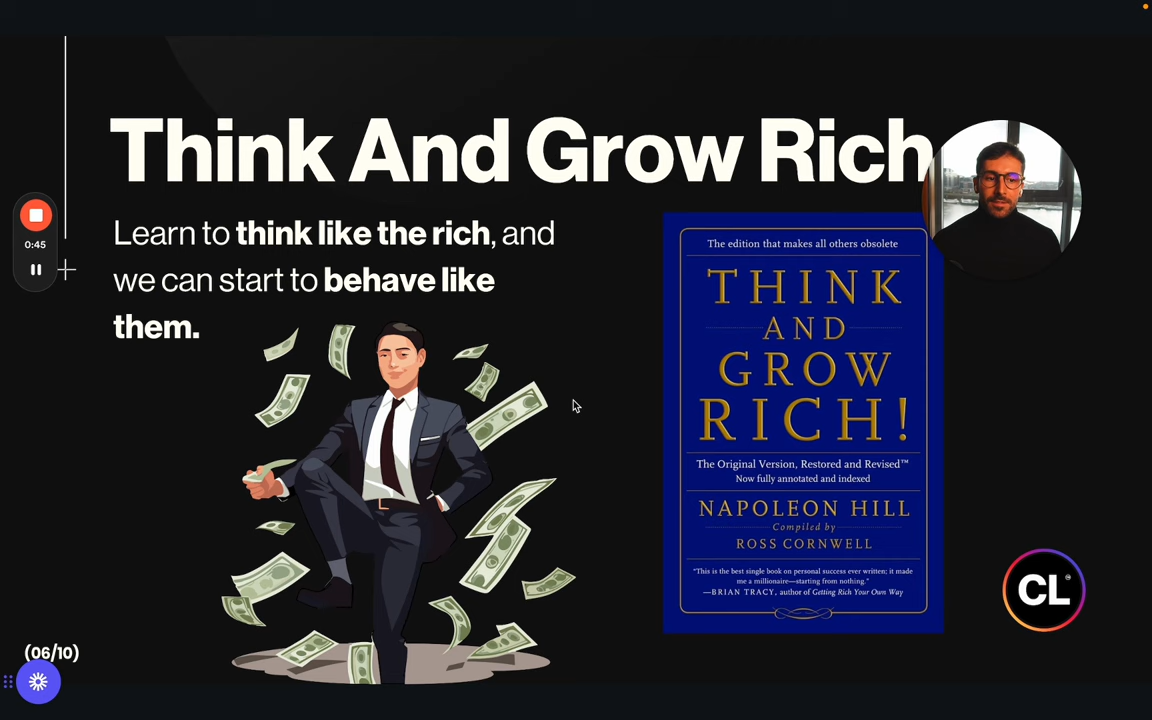 Think And Grow Rich
Learn to think like the rich, and
we can start to behave like
them.
0:45
The edition that makes all others obsolete
THINK
AND
GROW
RICH!
The Original Version, Restored and Revised™
Now fully annotated and indexed
NAPOLEON HILL
Compiled by
ROSS CORNWELL
"This is the best single book on personal success ever written; it made
me a millionaire—starting from nothing."
—BRIAN TRACY, author of Getting Rich Your Own Way
CL
(06/10)